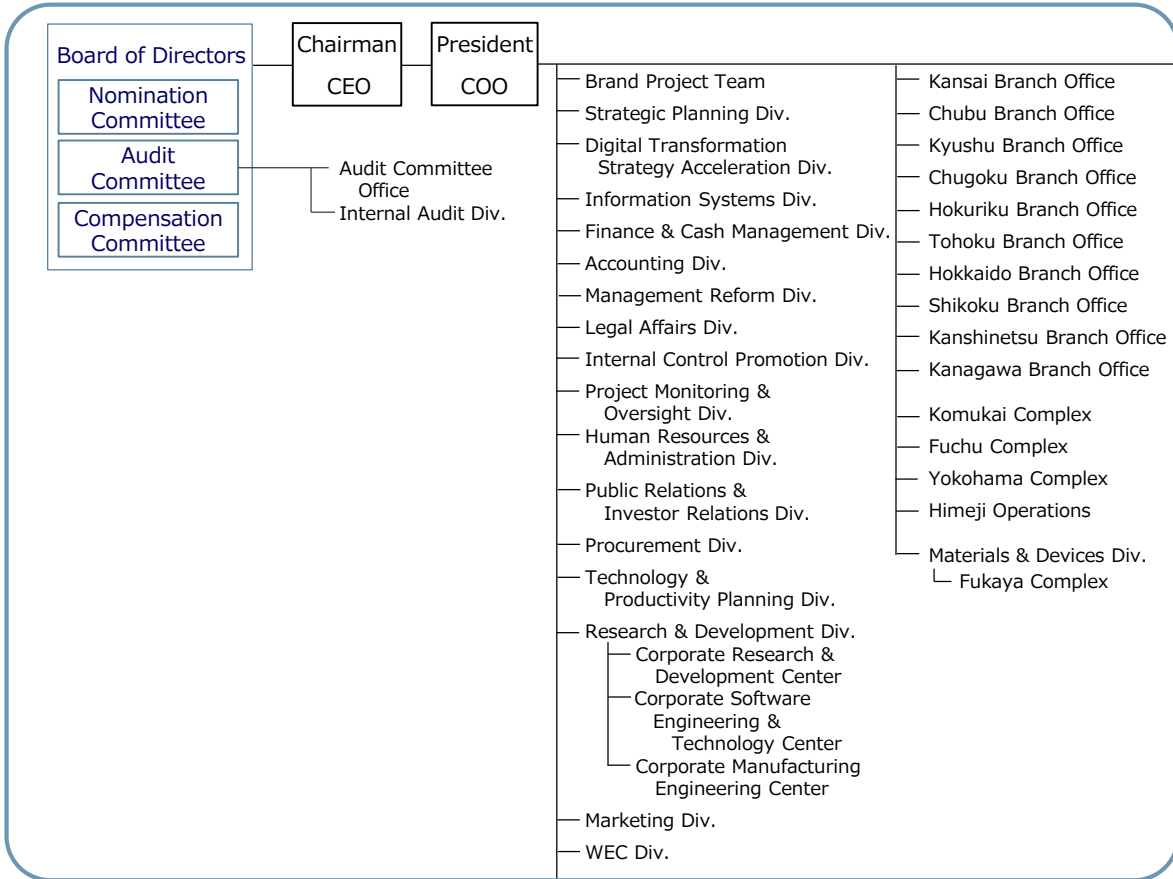 Board of Directors
Nomination
Committee
Audit
Committee
Compensation
Committee
Chairman
CEO
President
COO
Audit Committee
Office
Internal Audit Div.
Brand Project Team
Strategic Planning Div.
Digital Transformation
Strategy Acceleration Div.
Information Systems Div.
Finance & Cash Management Div.
Accounting Div.
Management Reform Div.
Legal Affairs Div.
Internal Control Promotion Div.
Project Monitoring &
Oversight Div.
Human Resources &
Administration Div.
Public Relations &
Investor Relations Div.
Procurement Div.
Technology &
Productivity Planning Div.
Research & Development Div.
Corporate Research &
Development Center
Corporate Software
Engineering &
Technology Center
Corporate Manufacturing
Engineering Center
Marketing Div.
WEC Div.
Kansai Branch Office
Chubu Branch Office
Kyushu Branch Office
Chugoku Branch Office
Hokuriku Branch Office
Tohoku Branch Office
Hokkaido Branch Office
Shikoku Branch Office
Kanshinetsu Branch Office
Kanagawa Branch Office
Komukai Complex
Fuchu Complex
Yokohama Complex
Himeji Operations
Materials & Devices Div.
Fukaya Complex